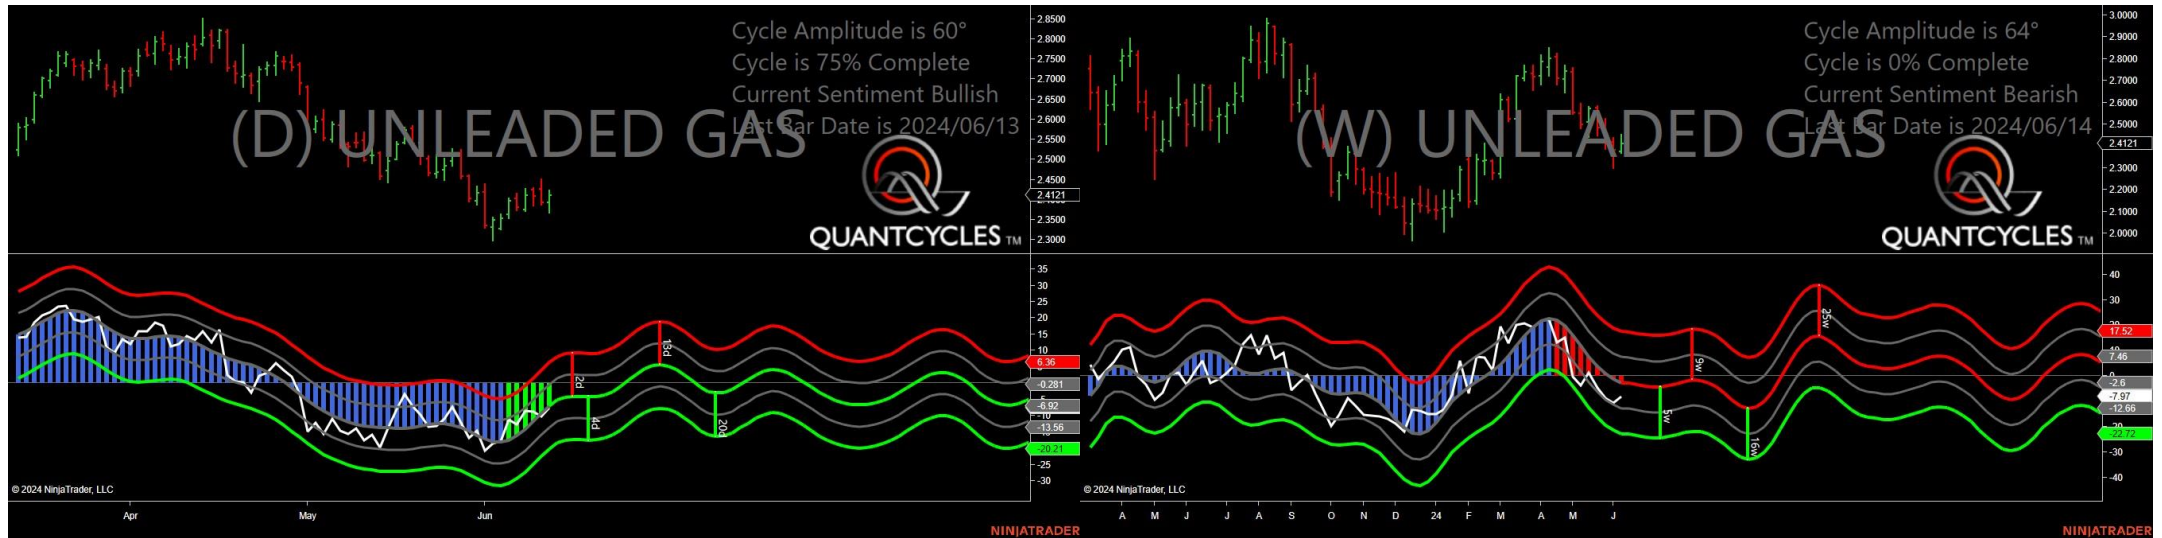 Cycle Amplitude is 60°
Cycle is 75% Complete
Current Sentiment Bullish
Last Bar Date is 2024/06/13
(D) UNLEADED GAS
QUANTCYCLES TM
2.8500
2.8000
2.7500
2.7000
2.6500
2.6000
2.5500
2.5000
2.4500
2.4121
2.3500
2.3000
35
30
25
20
15
10
6.36
-0.281
-6.92
-10
-13.56
-20.21
-25
-30
2d
4d
13d
20d
© 2024 NinjaTrader, LLC
Apr May Jun
NINJATRADER
Cycle Amplitude is 64°
Cycle is 0% Complete
Current Sentiment Bearish
Last Bar Date is 2024/06/14
(W) UNLEADED GAS
QUANTCYCLES TM
3.0000
2.9000
2.8000
2.7000
2.6000
2.5000
2.4121
2.3000
2.2000
2.1000
2.0000
40
30
17.52
7.46
0
-2.6
-7.97
-12.66
-22.72
-30
-40
5w
9w
16w
25w
© 2024 NinjaTrader, LLC
A M J J A S O N D 24 F M A M J
NINJATRADER